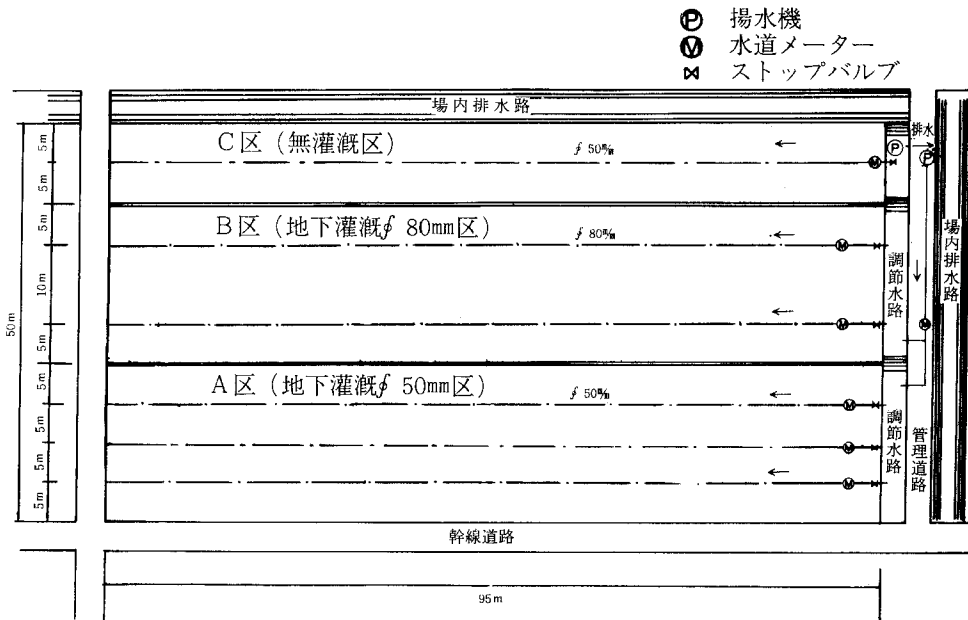 Ⓟ 揚水機
Ⓜ 水道メーター
ストップバルブ
場内排水路
C区(無灌漑区)
∮ 50㎜
排水
P
P
M
B区(地下灌漑∮ 80mm区)
∮ 80㎜
M
M
M
A区(地下灌漑∮ 50mm区)
∮ 50㎜
M
M
M
調節水路
調節水路
管理道路
場内排水路
50m
5m
5m
5m
10m
5m
5m
5m
5m
5m
幹線道路
95m